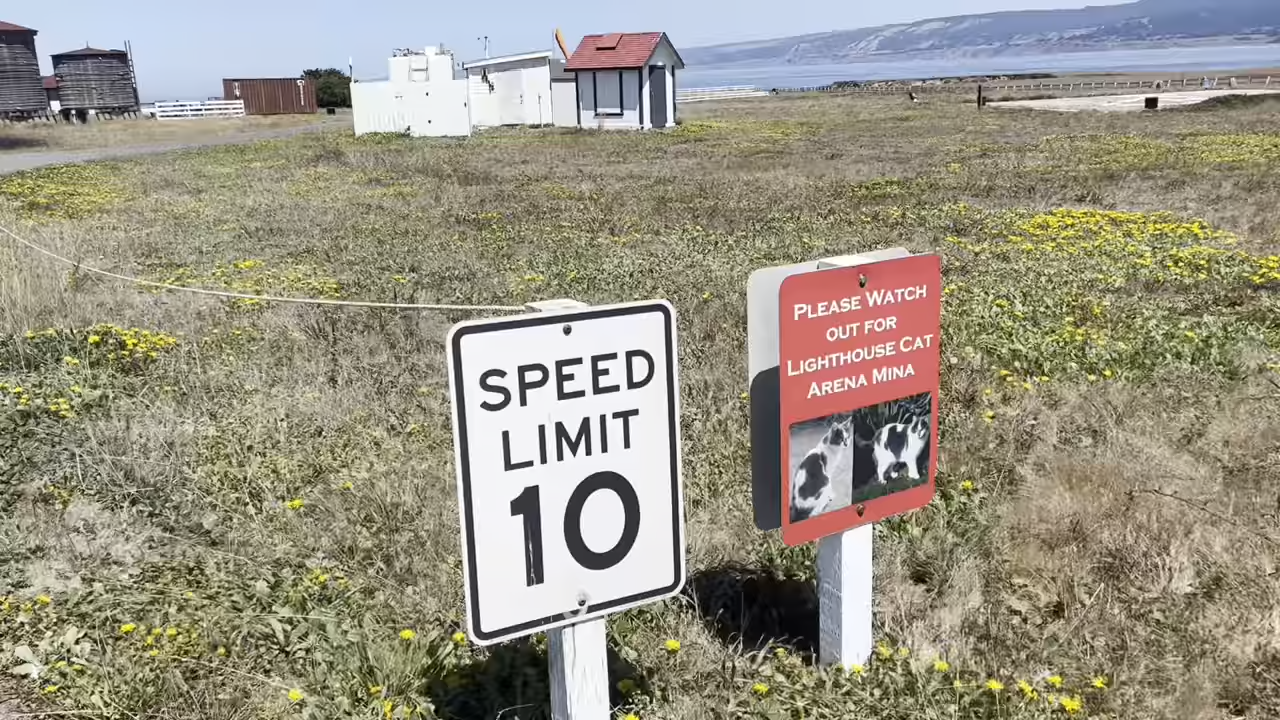 SPEED
LIMIT
10
PLEASE WATCH
OUT FOR
LIGHTHOUSE CAT
ARENA MINA